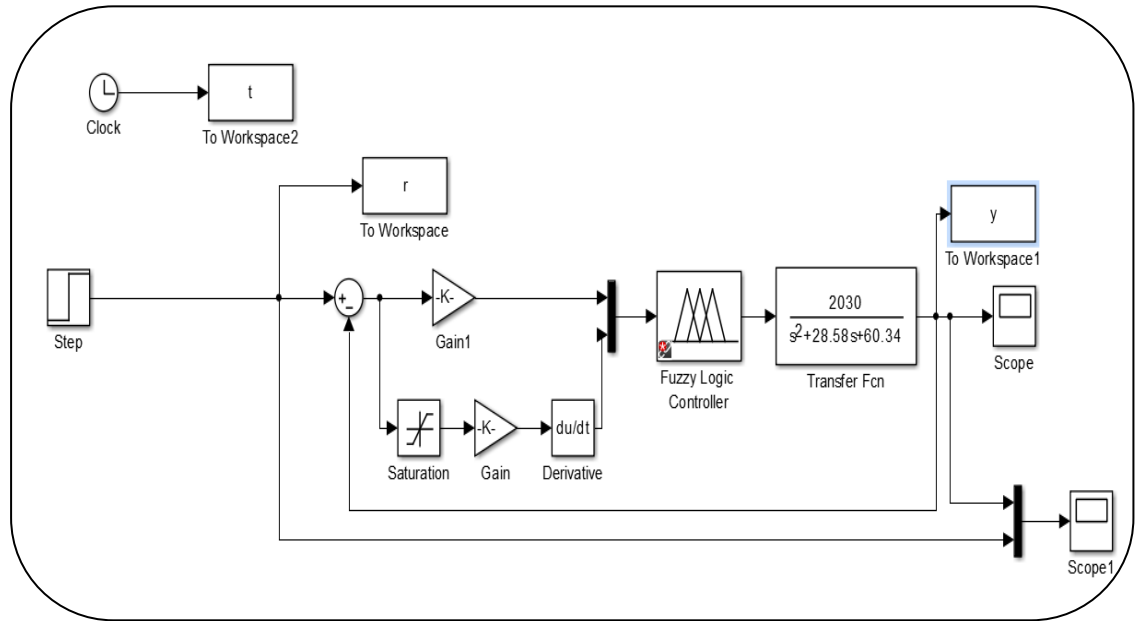 t
Clock
To Workspace2
r
To Workspace
y
To Workspace1
Step
+
−
-K-
Gain1
Fuzzy Logic
Controller
2030
s²+28.58s+60.34
Transfer Fcn
Scope
Saturation
-K-
Gain
du/dt
Derivative
Scope1